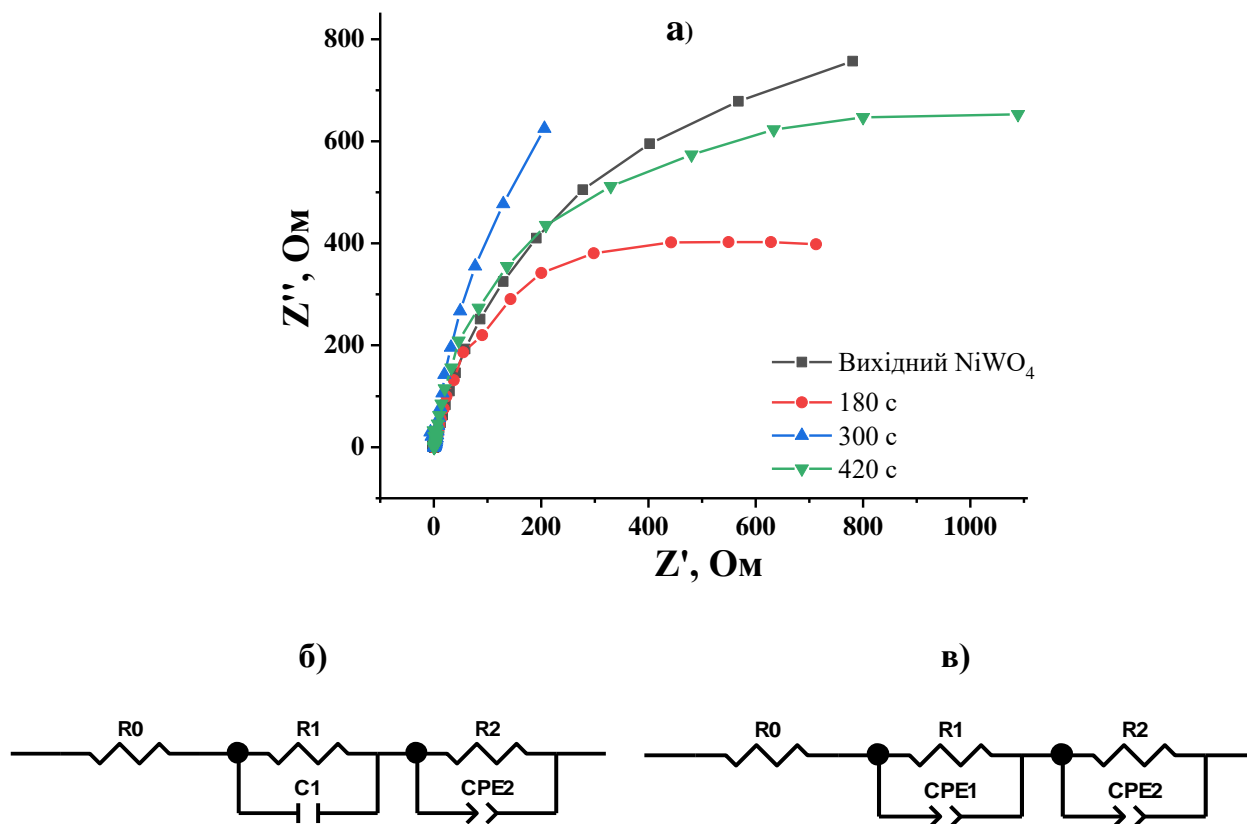 а)
800
600
400
200
0
Z'', Ом
Вихідний NiWO₄
180 с
300 с
420 с
0 200 400 600 800 1000
Z', Ом
б) в)
R0 R1 R2 R0 R1 R2
C1 CPE2 CPE1 CPE2